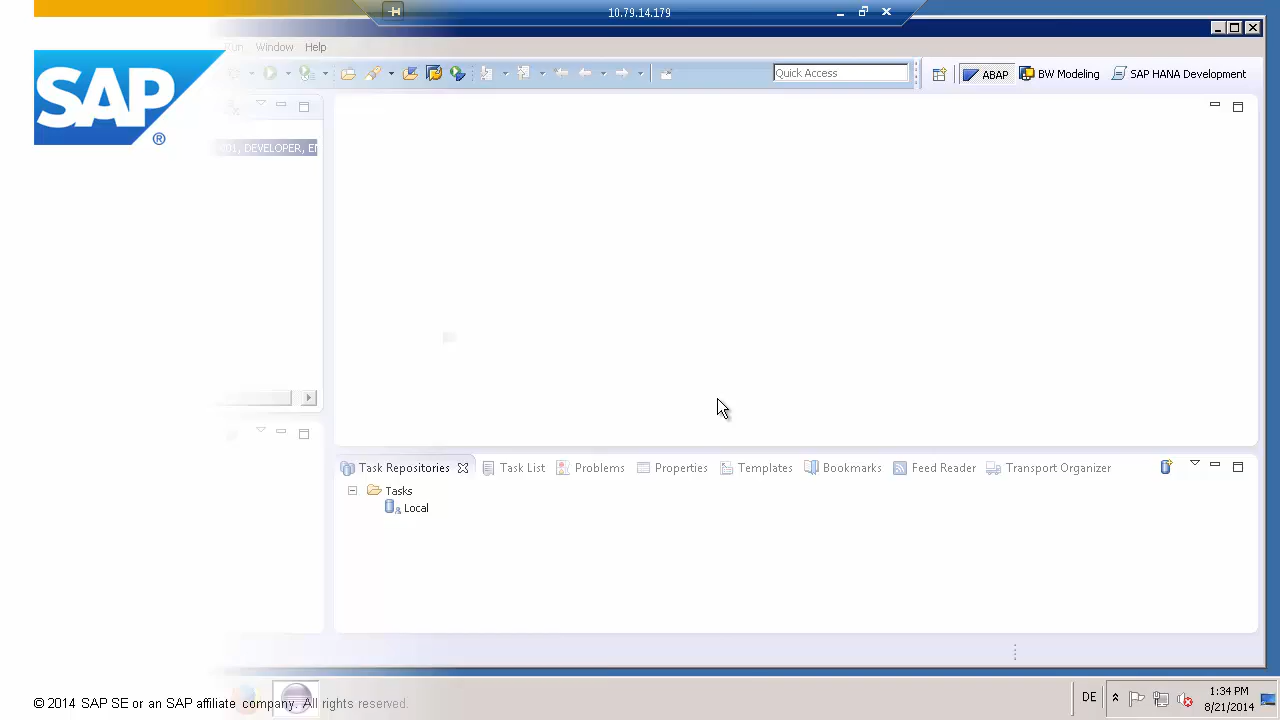 10.79.14.179
Run Window Help
SAP
®
Quick Access
ABAP
BW Modeling
SAP HANA Development
001, DEVELOPER, EN
Task Repositories
Task List
Problems
Properties
Templates
Bookmarks
Feed Reader
Transport Organizer
Tasks
Local
© 2014 SAP SE or an SAP affiliate company. All rights reserved.
DE
1:34 PM
8/21/2014